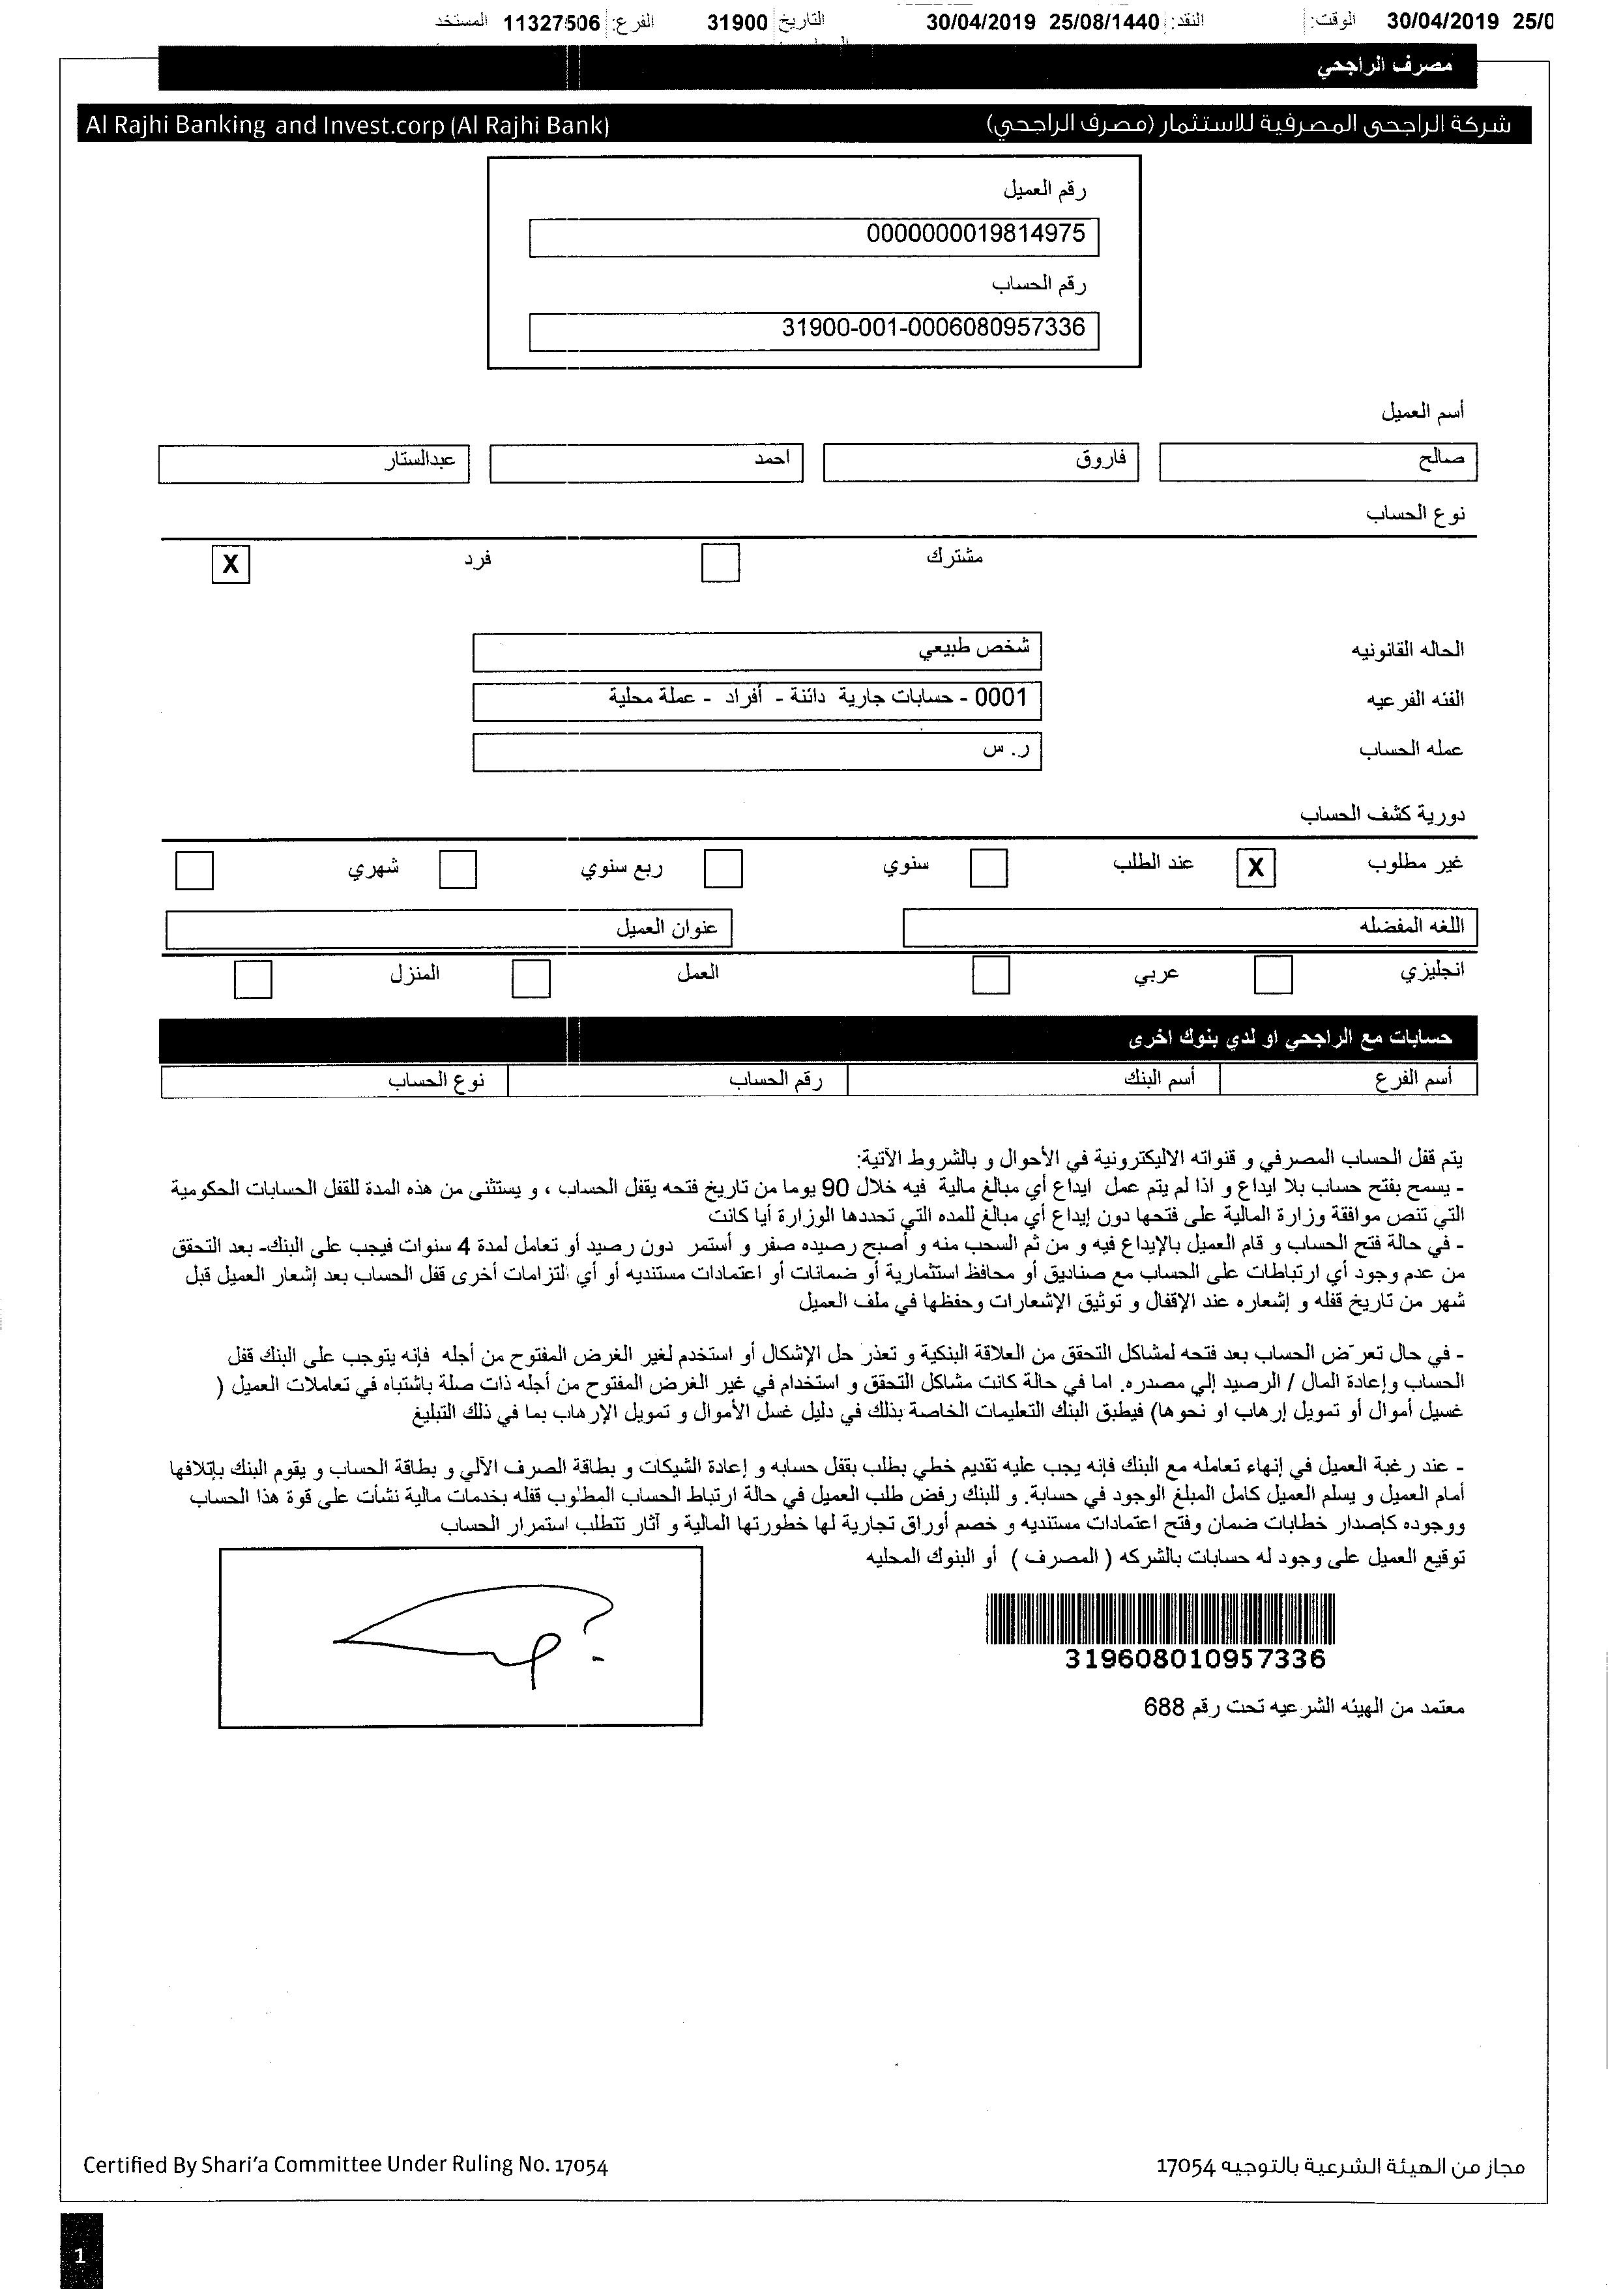 30/04/2019 25/0 الوقت: 30/04/2019 25/08/1440 النقد: 31900 التاريخ 11327506 الفرع: المستخد
مصرف الراجحي
شركة الراجحي المصرفية للاستثمار (مصرف الراجحي) Al Rajhi Banking and Invest.corp (Al Rajhi Bank)
رقم العميل
0000000019814975
رقم الحساب
31900-001-0006080957336
أسم العميل
صالح فاروق احمد عبدالستار
نوع الحساب
مشترك فرد X
الحاله القانونيه شخص طبيعي
الفئه الفرعيه 0001 - حسابات جارية دائنة - أفراد - عملة محلية
عمله الحساب ر. س
دورية كشف الحساب
غير مطلوب X عند الطلب سنوي ربع سنوي شهري
اللغه المفضله عنوان العميل
انجليزي عربي العمل المنزل
حسابات مع الراجحي او لدي بنوك اخرى
أسم الفرع أسم البنك رقم الحساب نوع الحساب
يتم قفل الحساب المصرفي و قنواته الاليكترونية في الأحوال و بالشروط الآتية:
- يسمح بفتح حساب بلا ايداع و اذا لم يتم عمل ايداع أي مبالغ مالية فيه خلال 90 يوما من تاريخ فتحه يقفل الحساب ، و يستثنى من هذه المدة للقفل الحسابات الحكومية
التي تنص موافقة وزارة المالية على فتحها دون إيداع أي مبالغ للمده التي تحددها الوزارة أيا كانت
- في حالة فتح الحساب و قام العميل بالإيداع فيه و من ثم السحب منه و أصبح رصيده صفر و أستمر دون رصيد أو تعامل لمدة 4 سنوات فيجب على البنك- بعد التحقق
من عدم وجود أي ارتباطات على الحساب مع صناديق أو محافظ استثمارية أو ضمانات أو اعتمادات مستنديه أو أي التزامات أخرى قفل الحساب بعد إشعار العميل قبل
شهر من تاريخ قفله و إشعاره عند الإقفال و توثيق الإشعارات وحفظها في ملف العميل
- في حال تعرّض الحساب بعد فتحه لمشاكل التحقق من العلاقة البنكية و تعذر حل الإشكال أو استخدم لغير الغرض المفتوح من أجله فإنه يتوجب على البنك قفل
الحساب وإعادة المال / الرصيد إلي مصدره. اما في حالة كانت مشاكل التحقق و استخدام في غير الغرض المفتوح من أجله ذات صلة باشتباه في تعاملات العميل (
غسيل أموال أو تمويل إرهاب او نحوها) فيطبق البنك التعليمات الخاصة بذلك في دليل غسل الأموال و تمويل الإرهاب بما في ذلك التبليغ
- عند رغبة العميل في إنهاء تعامله مع البنك فإنه يجب عليه تقديم خطي بطلب بقفل حسابه و إعادة الشيكات و بطاقة الصرف الآلي و بطاقة الحساب و يقوم البنك بإتلافها
أمام العميل و يسلم العميل كامل المبلغ الوجود في حسابة. و للبنك رفض طلب العميل في حالة ارتباط الحساب المطلوب قفله بخدمات مالية نشأت على قوة هذا الحساب
ووجوده كإصدار خطابات ضمان وفتح اعتمادات مستنديه و خصم أوراق تجارية لها خطورتها المالية و آثار تتطلب استمرار الحساب
توقيع العميل على وجود له حسابات بالشركه ( المصرف ) أو البنوك المحليه
319608010957336
معتمد من الهيئه الشرعيه تحت رقم 688
مجاز من الهيئة الشرعية بالتوجيه 17054 Certified By Shari'a Committee Under Ruling No. 17054
1